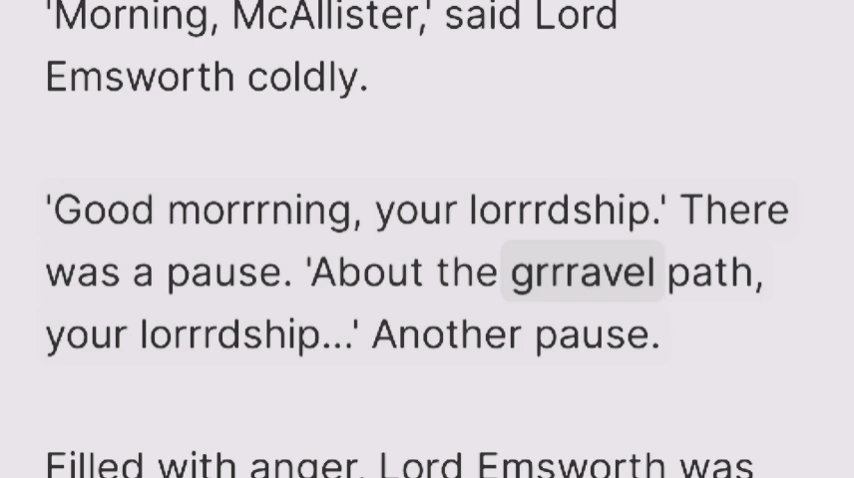 'Morning, McAllister,' said Lord
Emsworth coldly.
'Good morrrning, your lorrrdship.' There
was a pause. 'About the grrravel path,
your lorrrdship...' Another pause.
Filled with anger, Lord Emsworth was